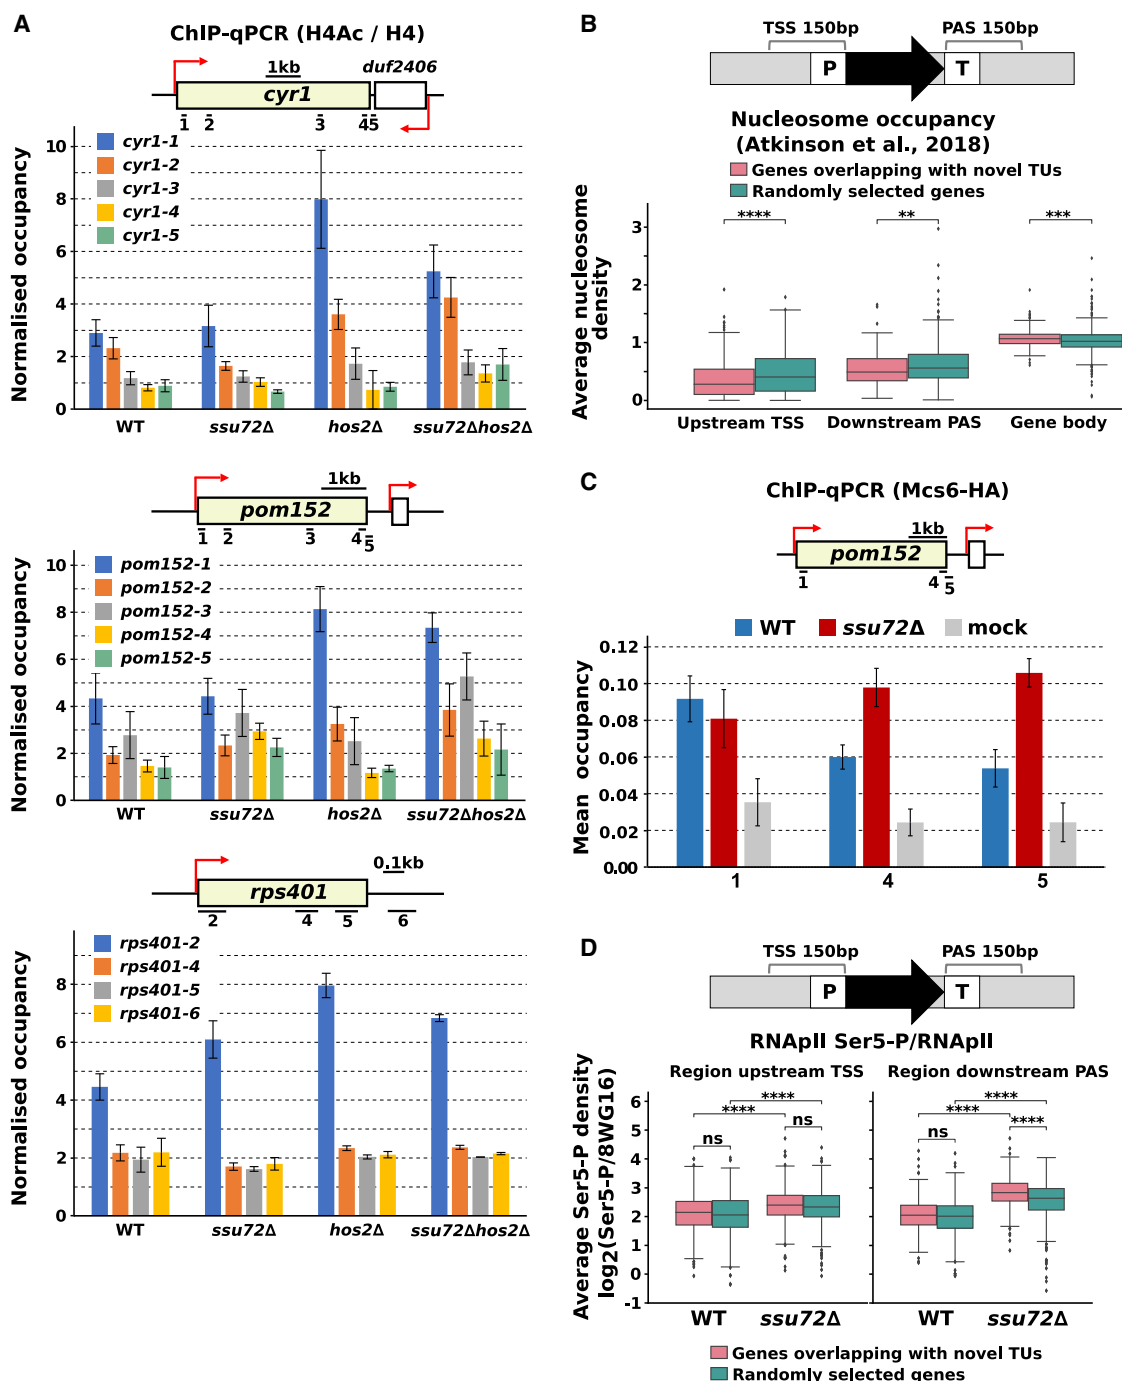 A
ChIP-qPCR (H4Ac / H4)
1kb
duf2406
cyr1
1 2 3 45
Normalised occupancy
10
8
6
4
2
0
cyr1-1
cyr1-2
cyr1-3
cyr1-4
cyr1-5
WT ssu72Δ hos2Δ ssu72Δhos2Δ
1kb
pom152
1 2 3 4 5
Normalised occupancy
10
8
6
4
2
0
pom152-1
pom152-2
pom152-3
pom152-4
pom152-5
WT ssu72Δ hos2Δ ssu72Δhos2Δ
0.1kb
rps401
2 4 5 6
Normalised occupancy
8
6
4
2
0
rps401-2
rps401-4
rps401-5
rps401-6
WT ssu72Δ hos2Δ ssu72Δhos2Δ
B
TSS 150bp PAS 150bp
P T
Nucleosome occupancy
(Atkinson et al., 2018)
Genes overlapping with novel TUs
Randomly selected genes
Average nucleosome
density
3
2
1
0
**** ** ***
Upstream TSS Downstream PAS Gene body
C
ChIP-qPCR (Mcs6-HA)
1kb
pom152
1 4 5
WT ssu72Δ mock
Mean occupancy
0.12
0.10
0.08
0.06
0.04
0.02
0.00
1 4 5
D
TSS 150bp PAS 150bp
P T
RNApII Ser5-P/RNApII
Region upstream TSS Region downstream PAS
Average Ser5-P density
log2(Ser5-P/8WG16)
6
5
4
3
2
1
0
-1
****
****
ns ns
****
****
ns ****
WT ssu72Δ WT ssu72Δ
Genes overlapping with novel TUs
Randomly selected genes